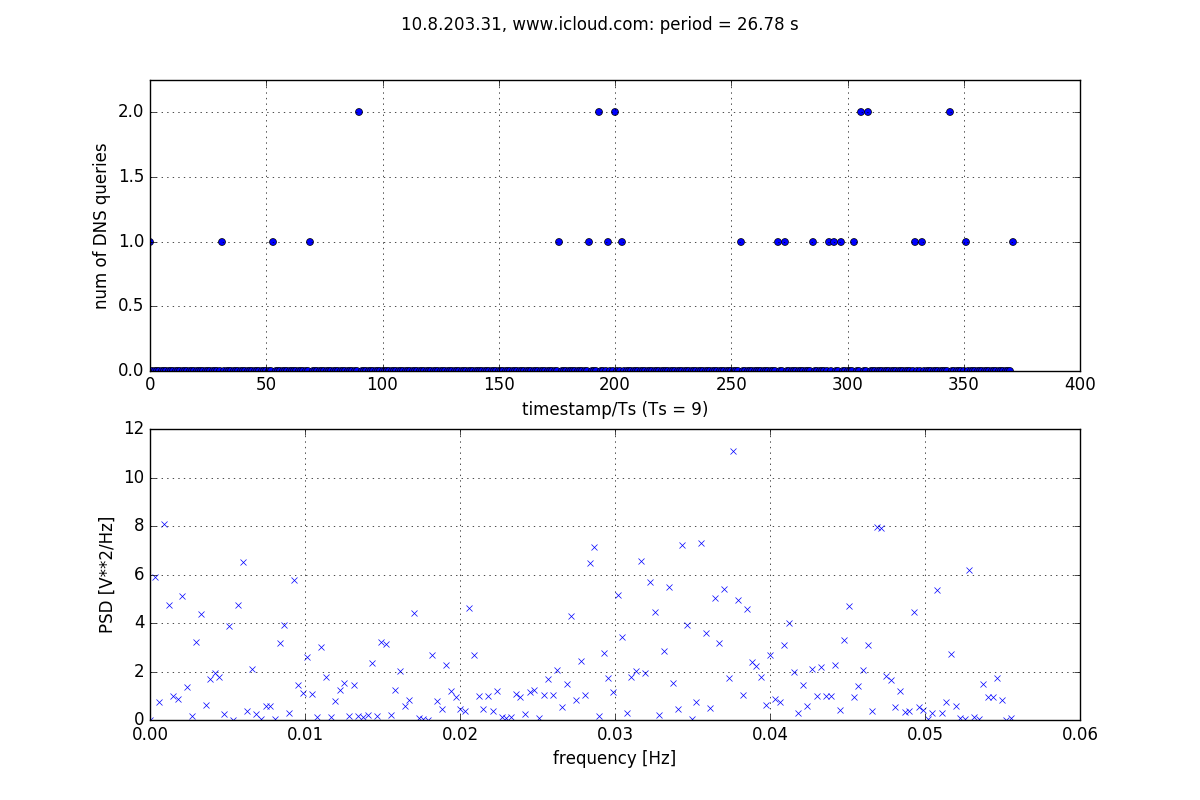 10.8.203.31, www.icloud.com: period = 26.78 s
2.0
1.5
1.0
0.5
0.0
num of DNS queries
0 50 100 150 200 250 300 350 400
timestamp/Ts (Ts = 9)
12
10
8
6
4
2
0
PSD [V**2/Hz]
0.00 0.01 0.02 0.03 0.04 0.05 0.06
frequency [Hz]